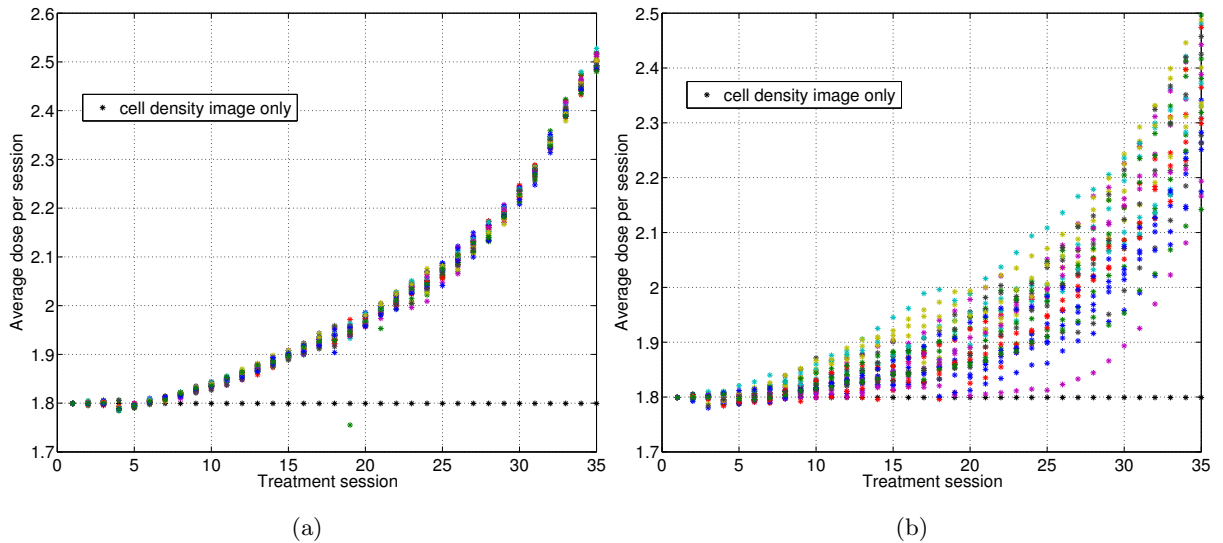 2.6
2.5
2.4
2.3
2.2
2.1
2
1.9
1.8
1.7
Average dose per session
cell density image only
0 5 10 15 20 25 30 35
Treatment session
(a)
2.5
2.4
2.3
2.2
2.1
2
1.9
1.8
1.7
Average dose per session
cell density image only
0 5 10 15 20 25 30 35
Treatment session
(b)